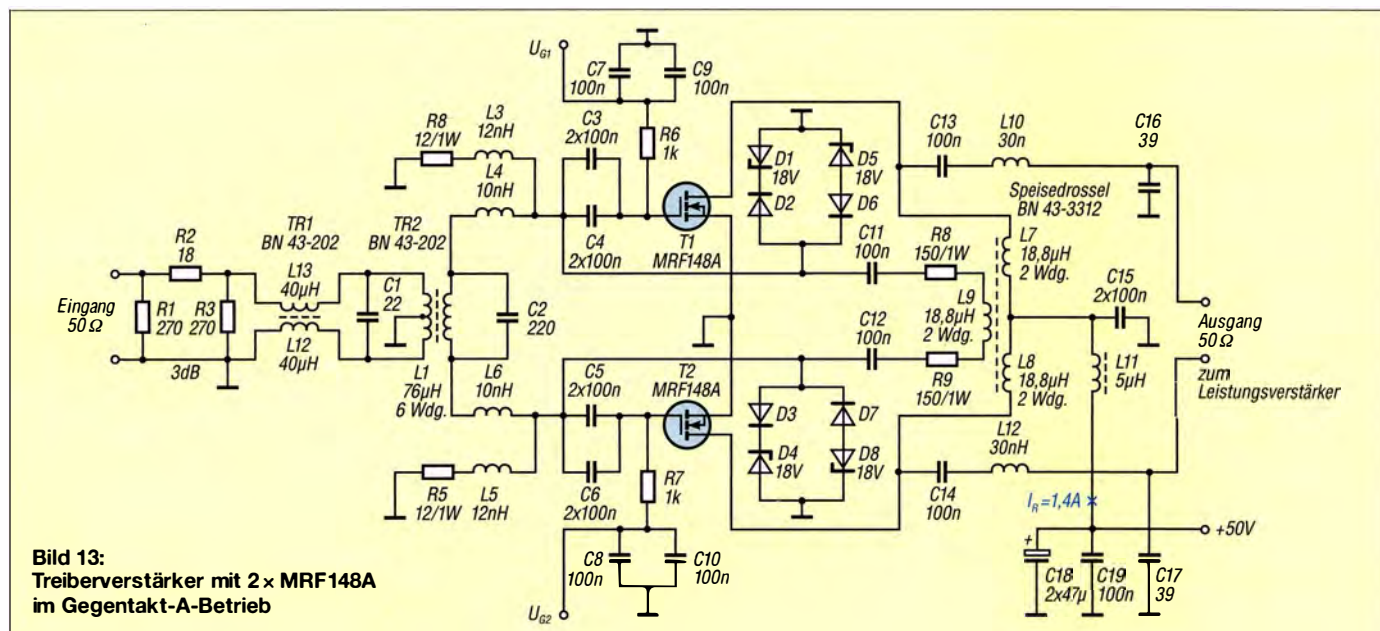 U_G1
C7
100n
C9
100n
R6
1k
L3
12nH
R8
12/1W
L4
10nH
C3
2x100n
C4
2x100n
T1
MRF148A
D1
18V
D2
D5
18V
D6
C13
100n
L10
30n
C16
39
Speisedrossel
BN 43-3312
L7
18,8µH
2 Wdg.
C11
100n
R8
150/1W
L9
18,8µH
2 Wdg.
C15
2x100n
TR1
BN 43-202
TR2
BN 43-202
R2
18
L13
40µH
Eingang
50 Ω
R1
270
R3
270
C1
22
C2
220
L12
40µH
3dB
L1
76µH
6 Wdg.
L6
10nH
C5
2x100n
T2
MRF148A
C12
100n
R9
150/1W
L8
18,8µH
2 Wdg.
L11
5µH
Ausgang
50 Ω
zum
Leistungsverstärker
R5
12/1W
L5
12nH
C6
2x100n
R7
1k
D3
D4
18V
D7
D8
18V
L12
30nH
C14
100n
I_R=1,4A
+50V
+
C18
2x47µ
C19
100n
C17
39
C8
100n
C10
100n
U_G2
Bild 13:
Treiberverstärker mit 2 × MRF148A
im Gegentakt-A-Betrieb